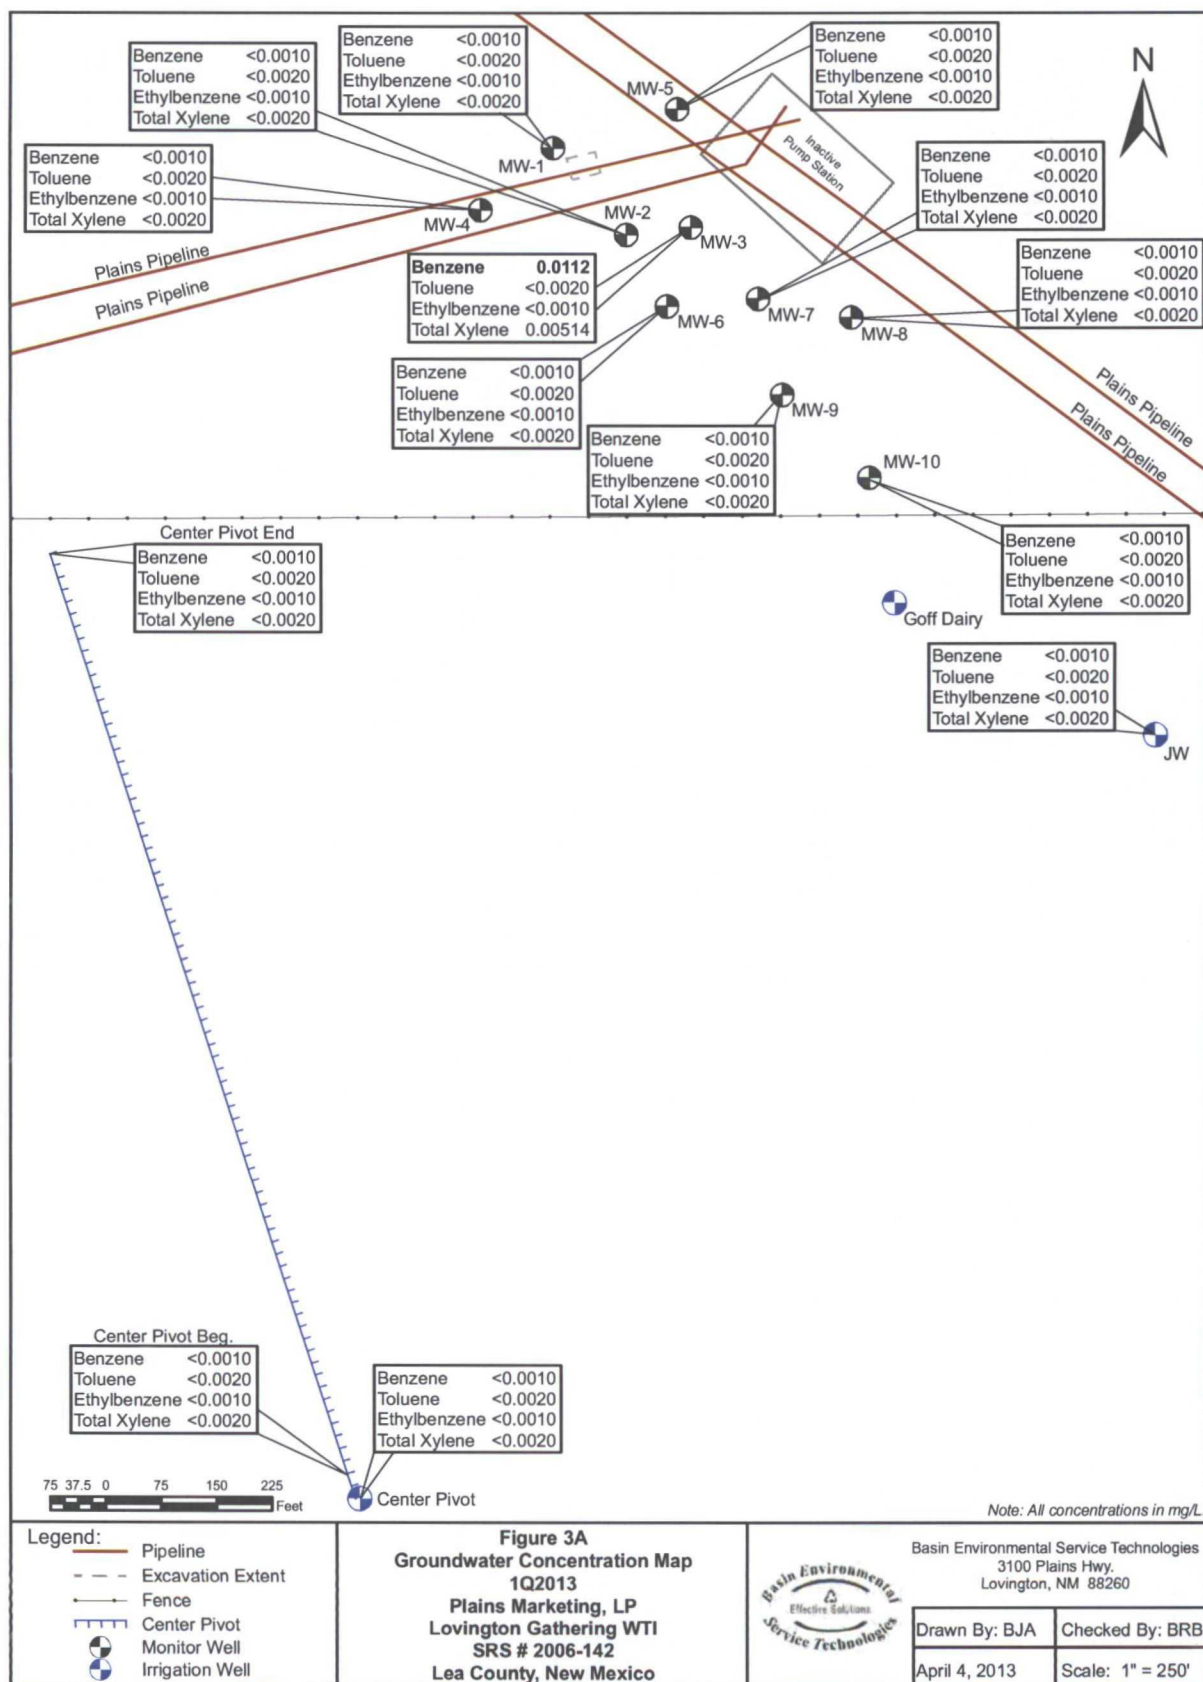 Benzene <0.0010
Toluene <0.0020
Ethylbenzene <0.0010
Total Xylene <0.0020
Benzene <0.0010
Toluene <0.0020
Ethylbenzene <0.0010
Total Xylene <0.0020
MW-5
Benzene <0.0010
Toluene <0.0020
Ethylbenzene <0.0010
Total Xylene <0.0020
N
Benzene <0.0010
Toluene <0.0020
Ethylbenzene <0.0010
Total Xylene <0.0020
MW-1
Inactive
Pump Station
Benzene <0.0010
Toluene <0.0020
Ethylbenzene <0.0010
Total Xylene <0.0020
MW-4
MW-2
MW-3
Plains Pipeline
Plains Pipeline
Benzene 0.0112
Toluene <0.0020
Ethylbenzene <0.0010
Total Xylene 0.00514
MW-6
MW-7
MW-8
Benzene <0.0010
Toluene <0.0020
Ethylbenzene <0.0010
Total Xylene <0.0020
Benzene <0.0010
Toluene <0.0020
Ethylbenzene <0.0010
Total Xylene <0.0020
MW-9
Plains Pipeline
Plains Pipeline
Benzene <0.0010
Toluene <0.0020
Ethylbenzene <0.0010
Total Xylene <0.0020
MW-10
Center Pivot End
Benzene <0.0010
Toluene <0.0020
Ethylbenzene <0.0010
Total Xylene <0.0020
Benzene <0.0010
Toluene <0.0020
Ethylbenzene <0.0010
Total Xylene <0.0020
Goff Dairy
Benzene <0.0010
Toluene <0.0020
Ethylbenzene <0.0010
Total Xylene <0.0020
JW
Center Pivot Beg.
Benzene <0.0010
Toluene <0.0020
Ethylbenzene <0.0010
Total Xylene <0.0020
Benzene <0.0010
Toluene <0.0020
Ethylbenzene <0.0010
Total Xylene <0.0020
75 37.5 0 75 150 225
Feet
Center Pivot
Note: All concentrations in mg/L.
Legend:
Pipeline
Excavation Extent
Fence
Center Pivot
Monitor Well
Irrigation Well
Figure 3A
Groundwater Concentration Map
1Q2013
Plains Marketing, LP
Lovington Gathering WTI
SRS # 2006-142
Lea County, New Mexico
Basin Environmental
Effective Solutions
Service Technologies
Basin Environmental Service Technologies
3100 Plains Hwy.
Lovington, NM 88260
Drawn By: BJA
Checked By: BRB
April 4, 2013
Scale: 1" = 250'